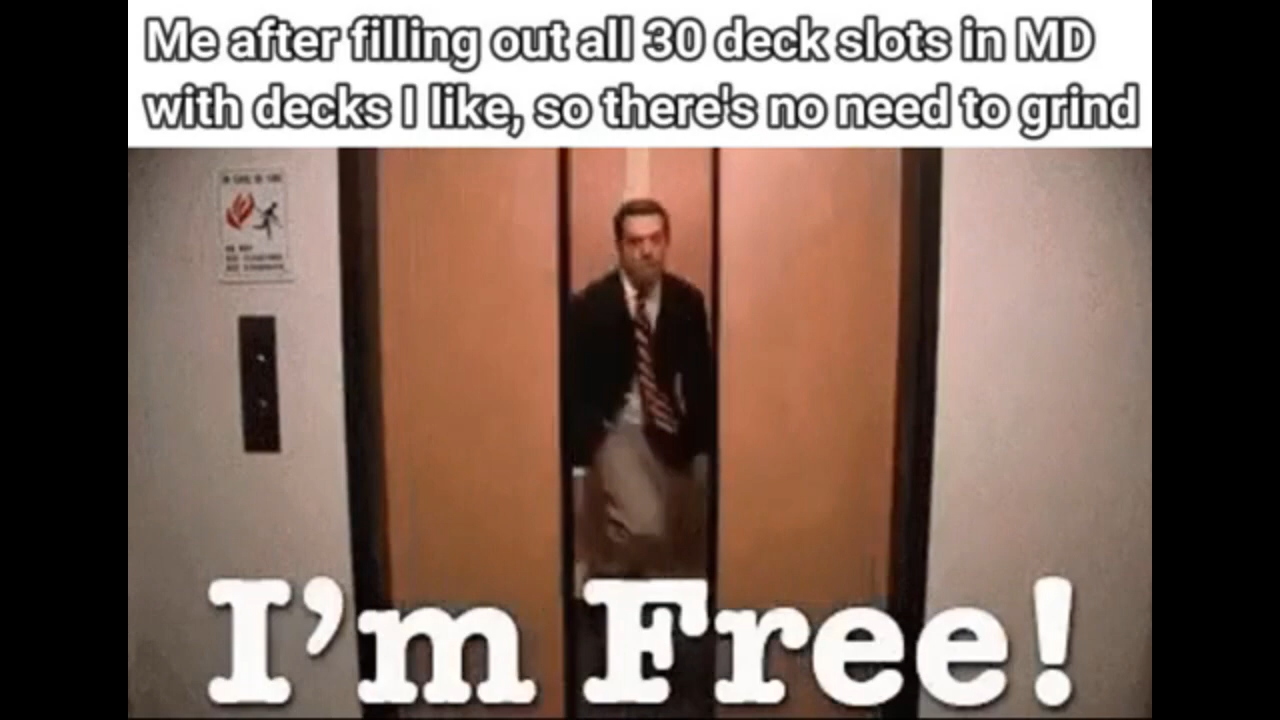 Me after filling out all 30 deck slots in MD
with decks I like, so there's no need to grind
I'm Free!